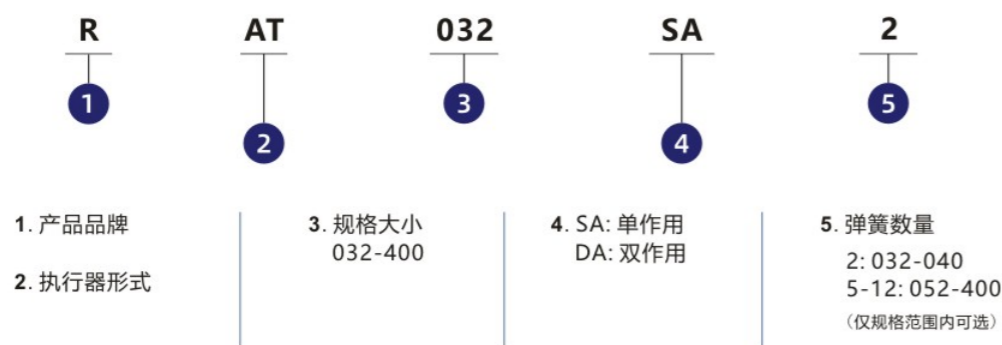 R AT 032 SA 2
1 2 3 4 5
1. 产品品牌
2. 执行器形式
3. 规格大小
032-400
4. SA: 单作用
DA: 双作用
5. 弹簧数量
2: 032-040
5-12: 052-400
（仅规格范围内可选）